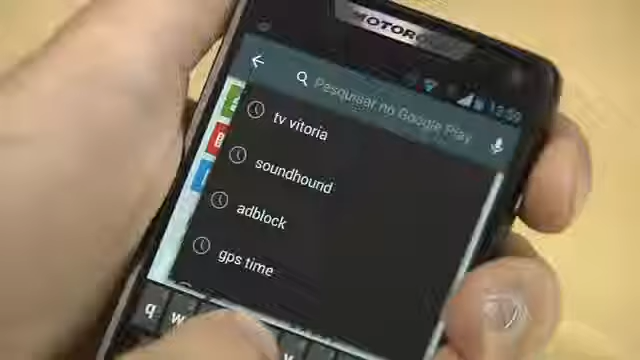 MOTOROLA
Pesquisar no Google Play
tv vitoria
soundhound
adblock
gps time
q w